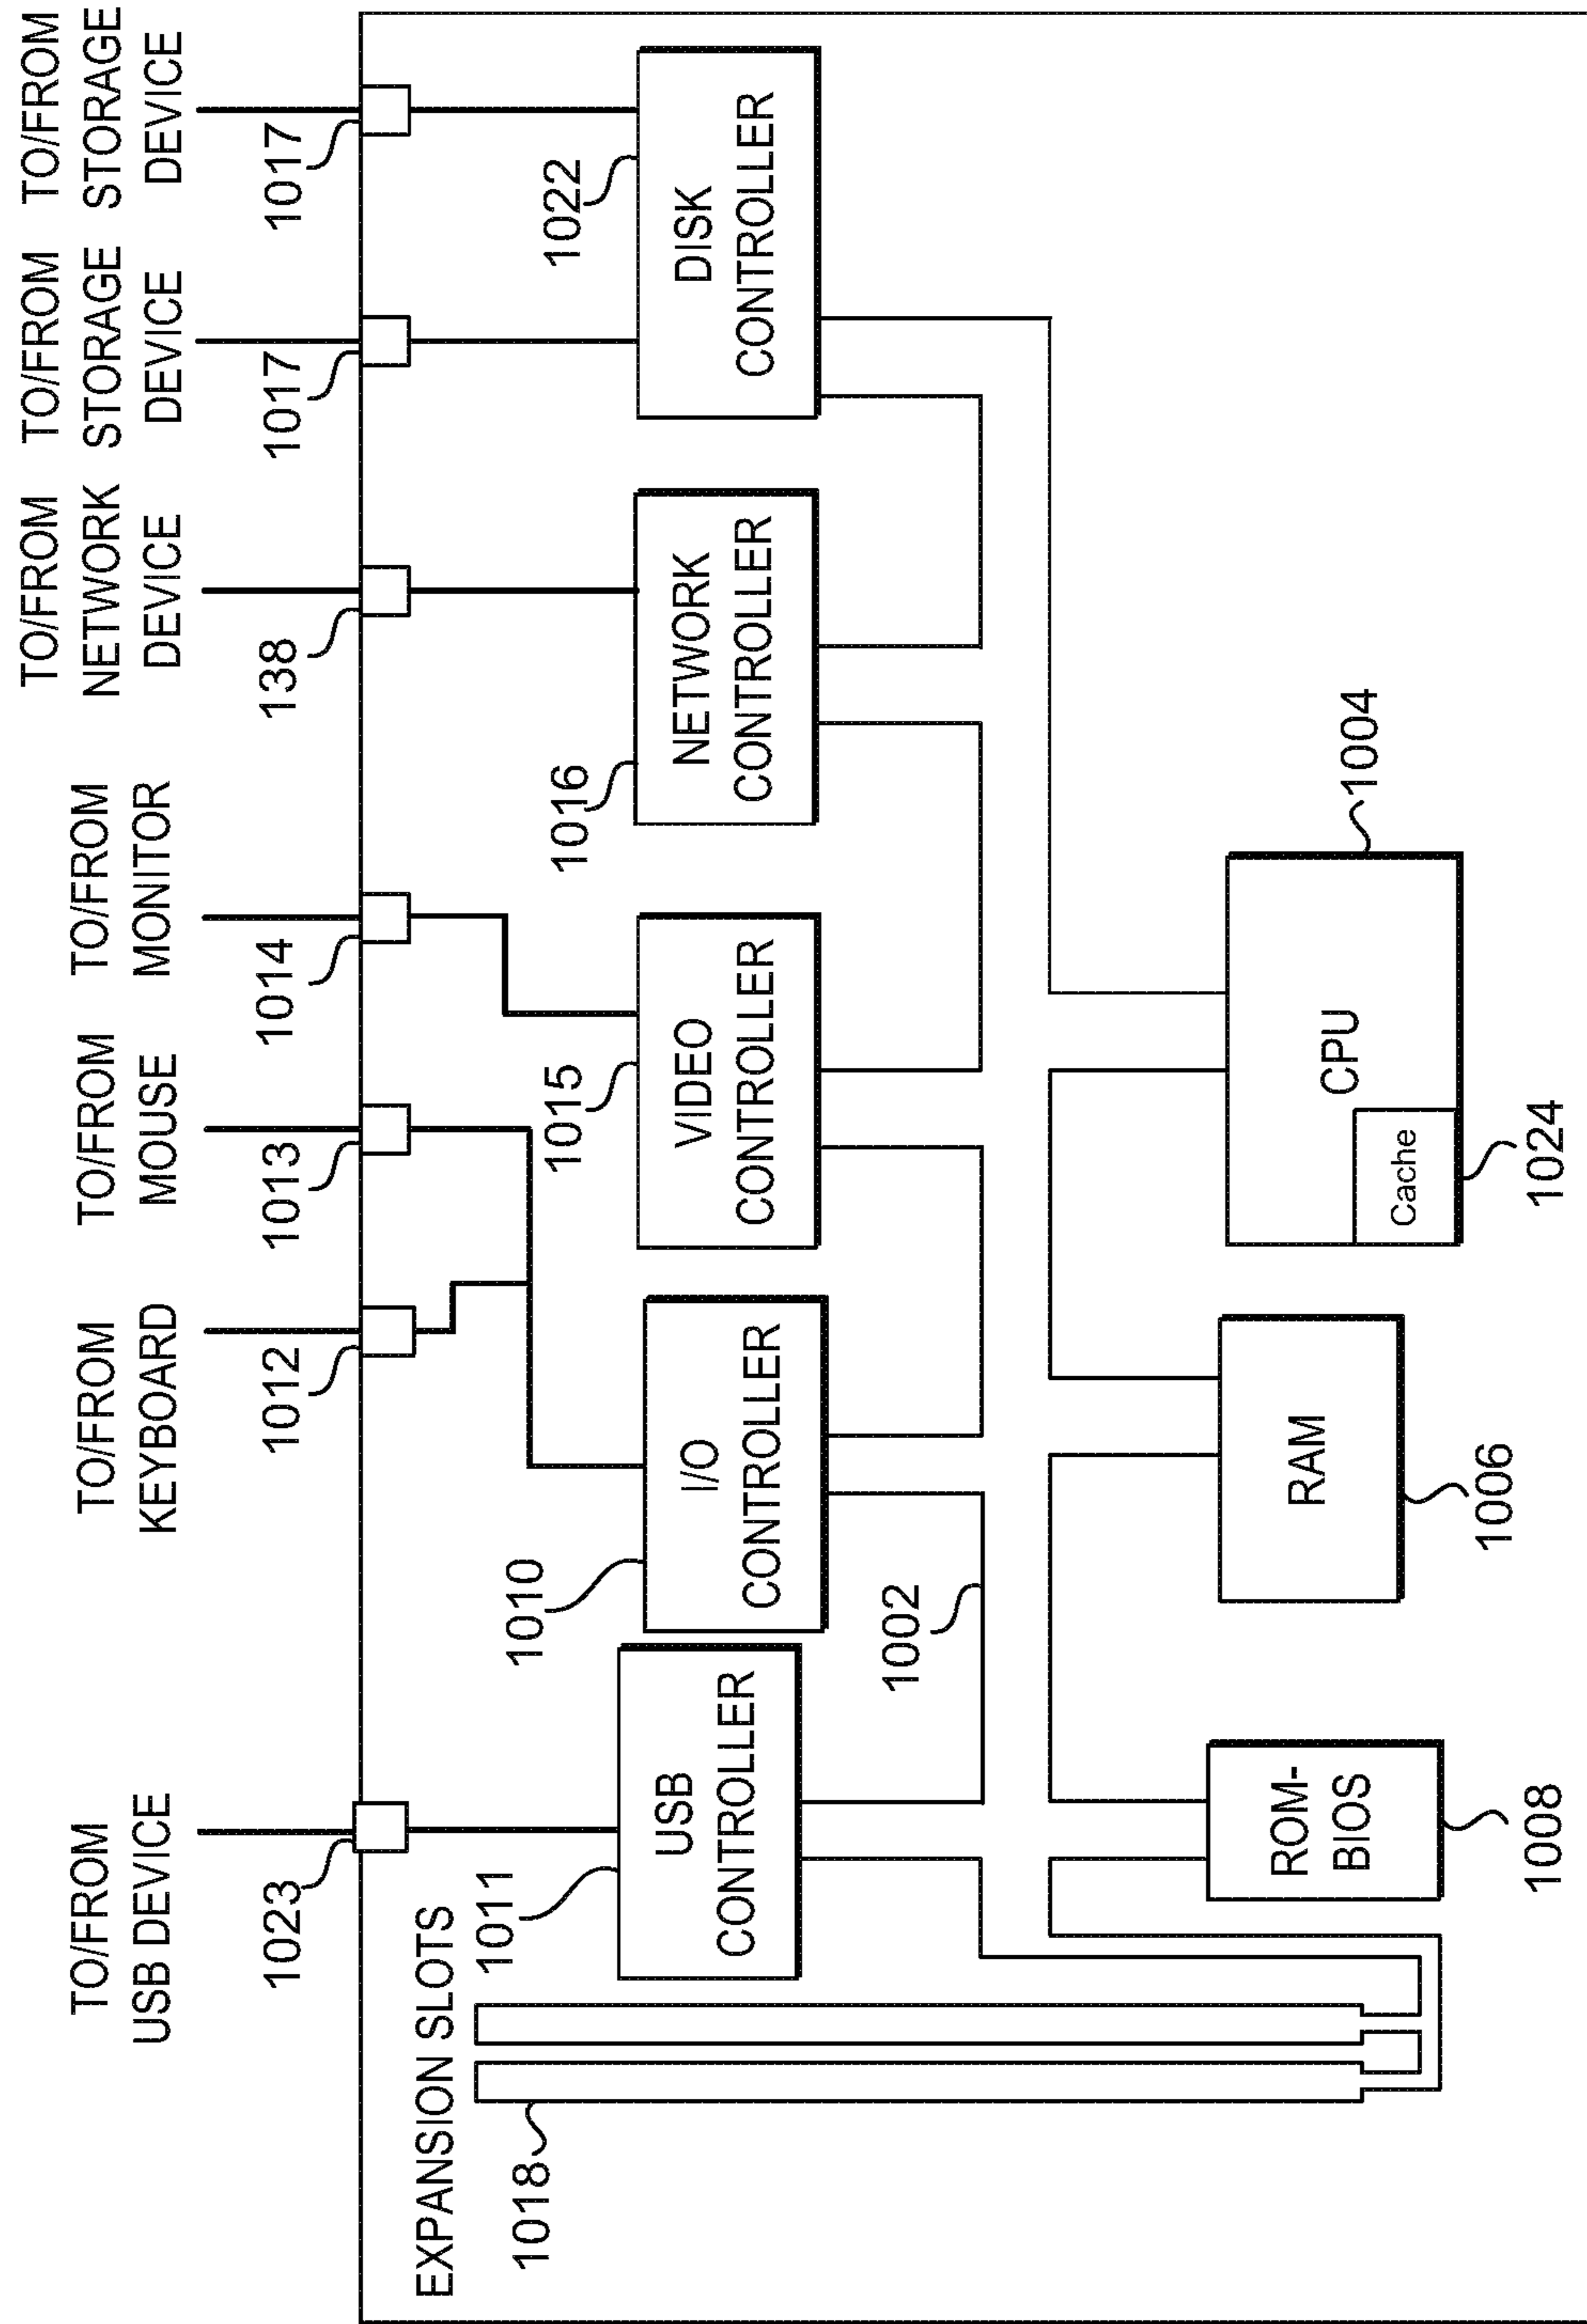 TO/FROM
USB DEVICE
TO/FROM
KEYBOARD
TO/FROM
MOUSE
TO/FROM
MONITOR
TO/FROM
NETWORK
DEVICE
TO/FROM
STORAGE
DEVICE
TO/FROM
STORAGE
DEVICE
1023
1012
1013
1014
138
1017
1017
EXPANSION SLOTS
1018
1011
USB
CONTROLLER
1010
I/O
CONTROLLER
1015
VIDEO
CONTROLLER
1016
NETWORK
CONTROLLER
1022
DISK
CONTROLLER
1002
ROM-
BIOS
1008
RAM
1006
CPU
Cache
1024
1004